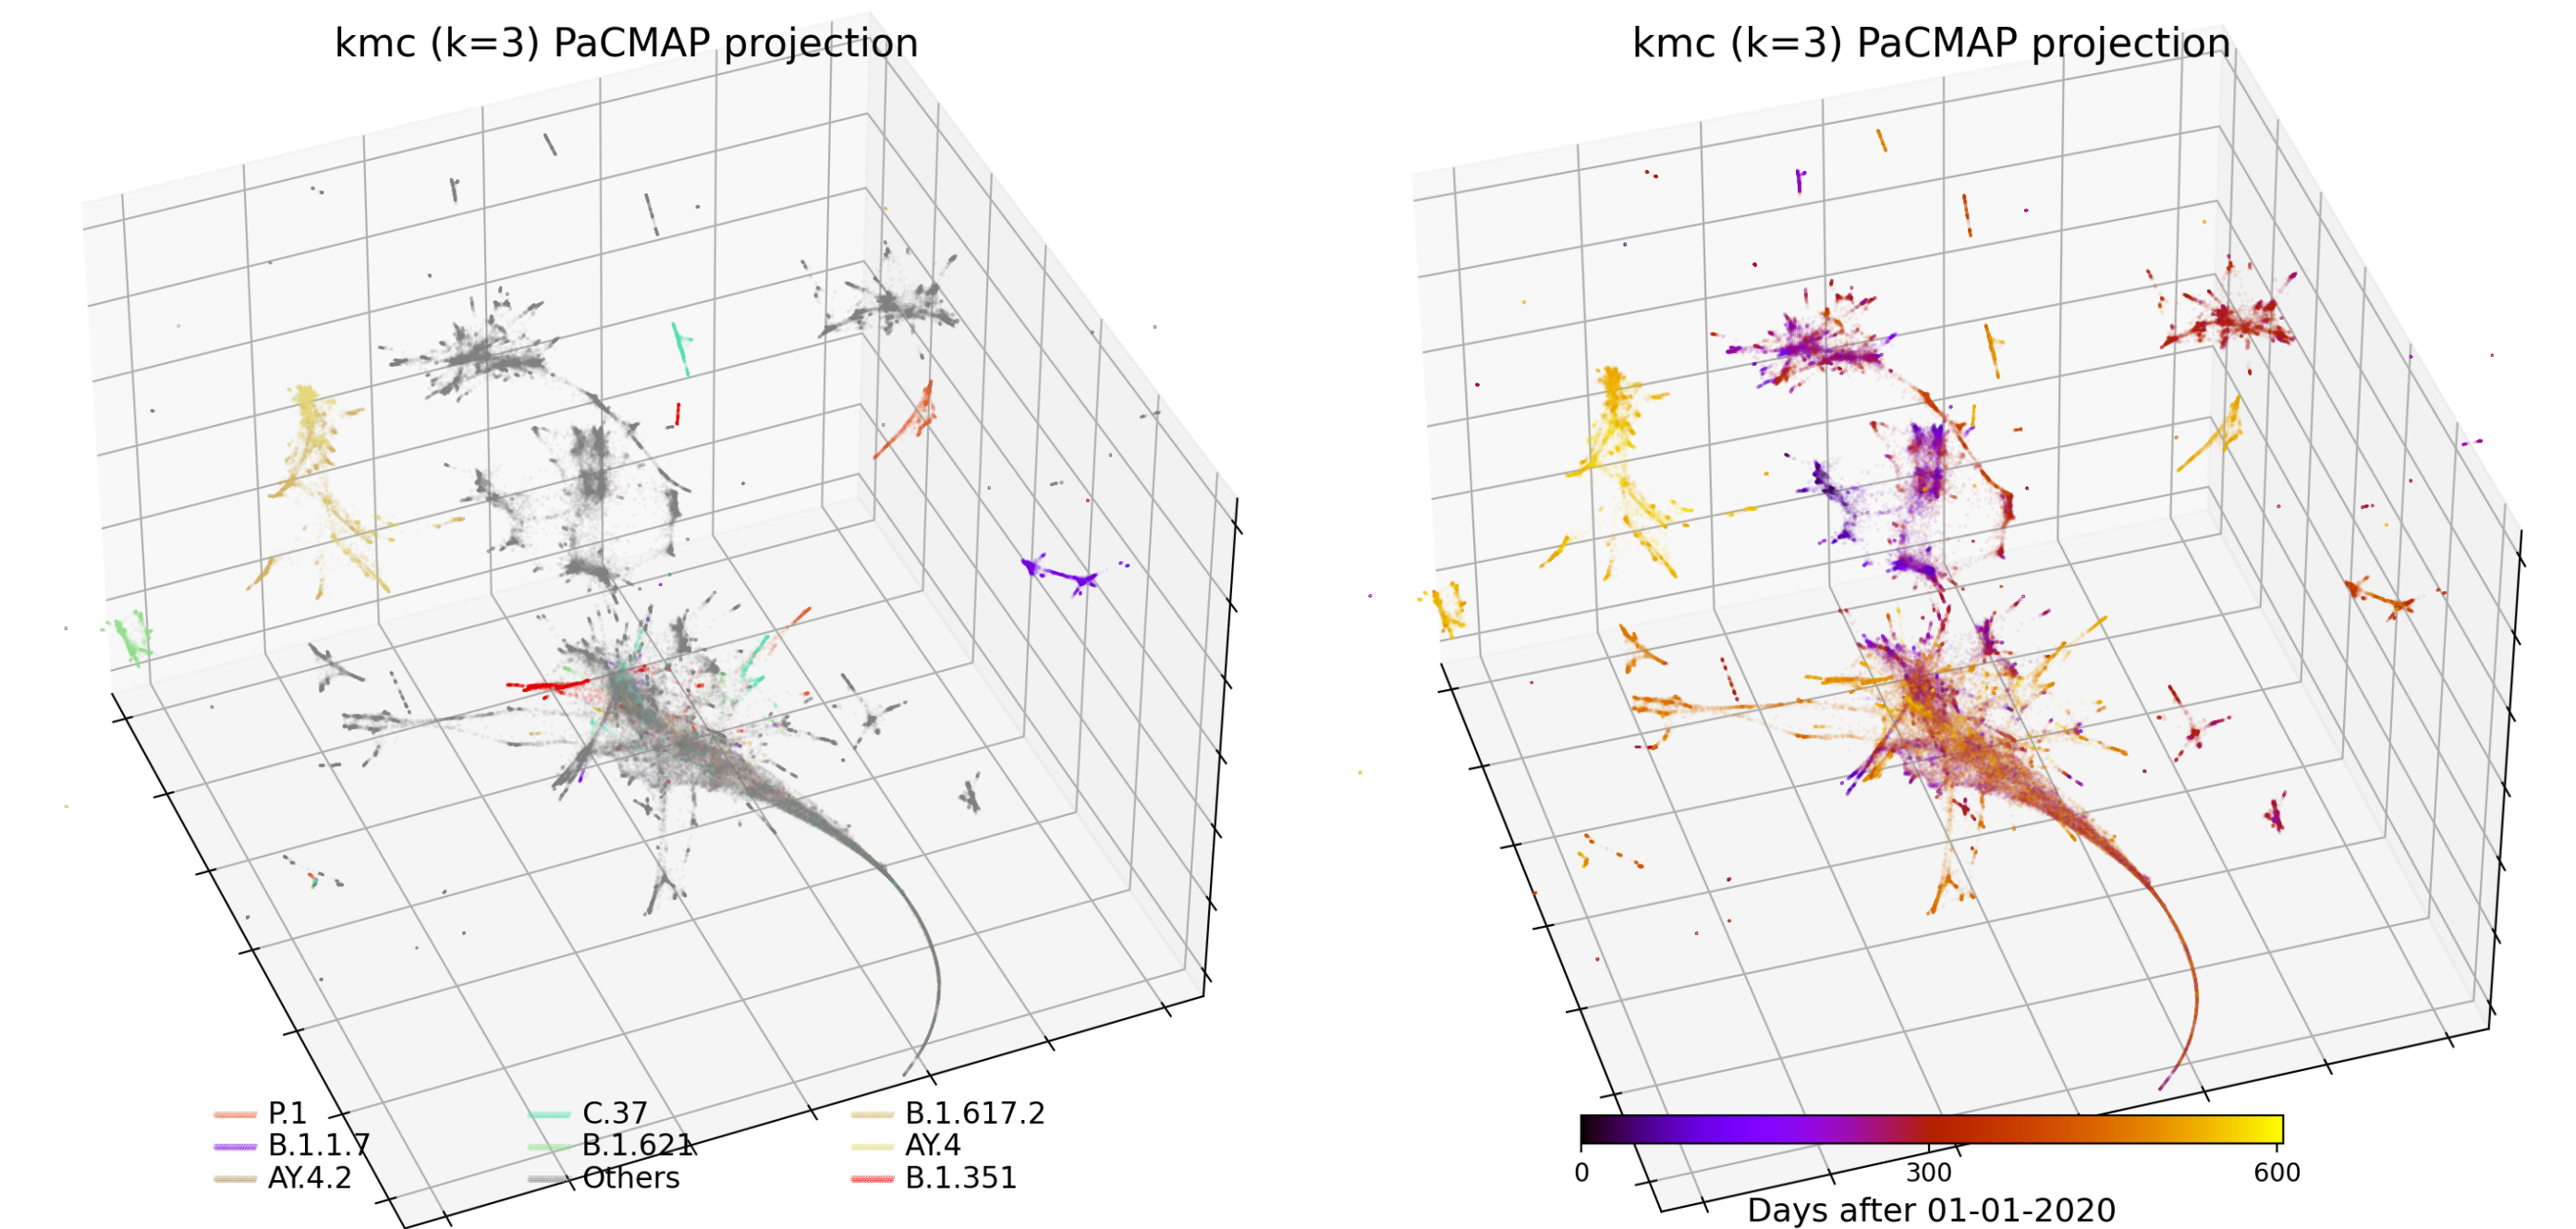 kmc (k=3) PaCMAP projection
kmc (k=3) PaCMAP projection
P.1
B.1.1.7
AY.4.2
C.37
B.1.621
Others
B.1.617.2
AY.4
B.1.351
0 300 600
Days after 01-01-2020